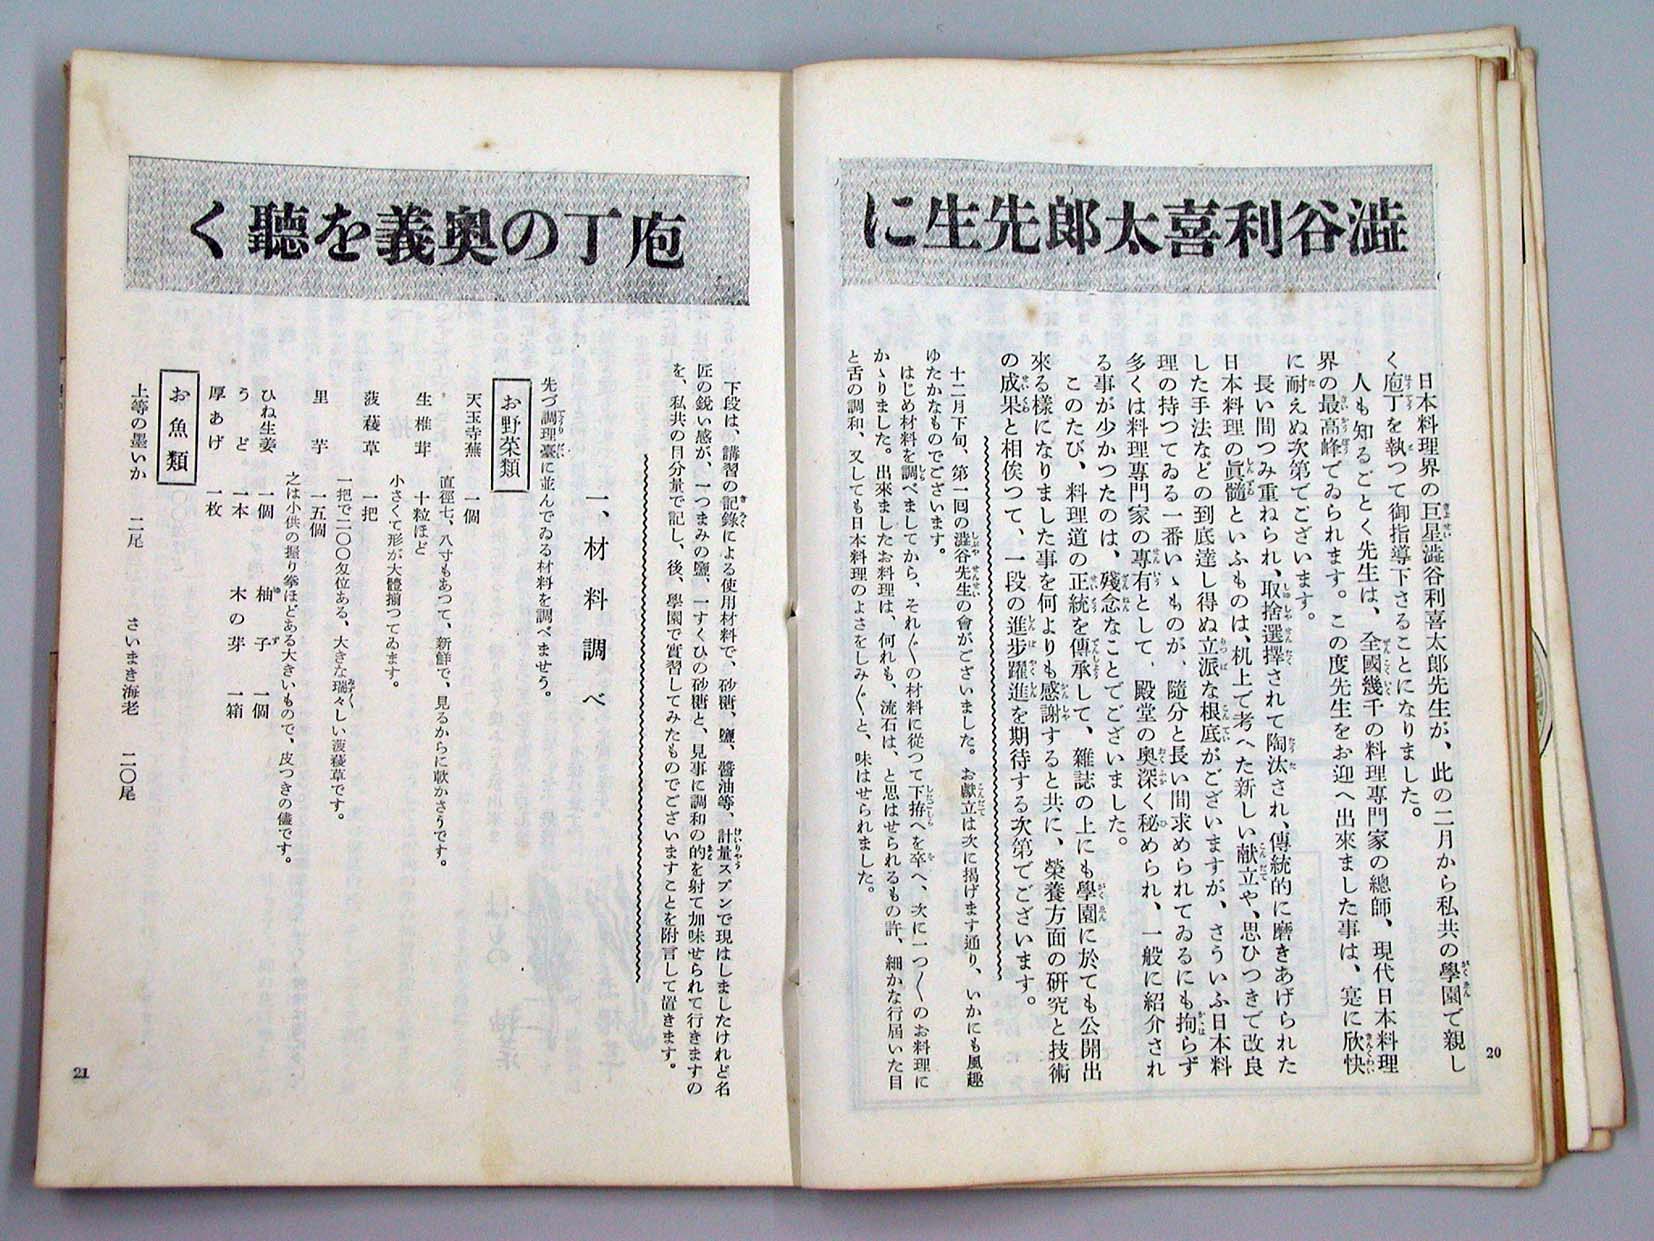 澁谷利喜太郎先生に
日本料理界の巨星澁谷利喜太郎先生が、此の二月から私共の學園で親し
く庖丁を執つて御指導下さることになりました。
人も知るごとく先生は、全國幾千の料理專門家の總師、現代日本料理
界の最高峰でゐられます。この度先生をお迎へ出來ました事は、寔に欣快
に耐えぬ次第でございます。
長い間つみ重ねられ、取捨選擇されて陶汰され、傳統的に磨きあげられた
日本料理の眞髓といふものは、机上で考へた新しい献立や、思ひつきで改良
した手法などの到底達し得ぬ立派な根底がございますが、さういふ日本料
理の持つてゐる一番いゝものが、隨分と長い間求められてゐるにも拘らず
多くは料理專門家の專有として、殿堂の奧深く秘められ、一般に紹介され
る事が少かつたのは、殘念なことでございました。
このたび、料理道の正統を傳承して、雜誌の上にも學園に於ても公開出
來る樣になりました事を何よりも感謝すると共に、榮養方面の研究と技術
の成果と相俟つて、一段の進步躍進を期待する次第でございます。
十二月下旬、第一回の澁谷先生の會がございました。お献立は次に揭げます通り、いかにも風趣
ゆたかなものでございます。
はじめ材料を調べましてから、それ〲の材料に從つて下拵へを卒へ、次に一つ〱のお料理に
かゝりました。出來ましたお料理は、何れも、流石は、と思はせられるもの許、細かな行屆いた目
と舌の調和、又しても日本料理のよさをしみ〲と、味はせられました。
20
庖丁の奧義を聽く
下段は、講習の記錄による使用材料で、砂糖、鹽、醬油等、計量スプンで現はしましたけれど名
匠の銳い感が、一つまみの鹽、一すくひの砂糖と、見事に調和の的を射て加味せられて行きますの
を、私共の目分量で記し、後、學園で實習してみたものでございますことを附言して置きます。
一、材料調べ
先づ調理臺に並んでゐる材料を調べませう。
お野菜類
天王寺蕪　一個
直徑七、八寸もあつて、新鮮で、見るからに軟かさうです。
生椎茸　十粒ほど
小さくて形が大體揃つてゐます。
菠薐草　一把
一把で二〇〇匁位ある、大きな瑞々しい菠薐草です。
里芋　一五個
之は小供の握り拳ほどある大きいもので、皮つきの儘です。
ひね生姜　一個　柚子　一個
うど　一本　木の芽　一箱
厚あげ　一枚
お魚類
上等の墨いか　二尾　さいまき海老　二〇尾
21